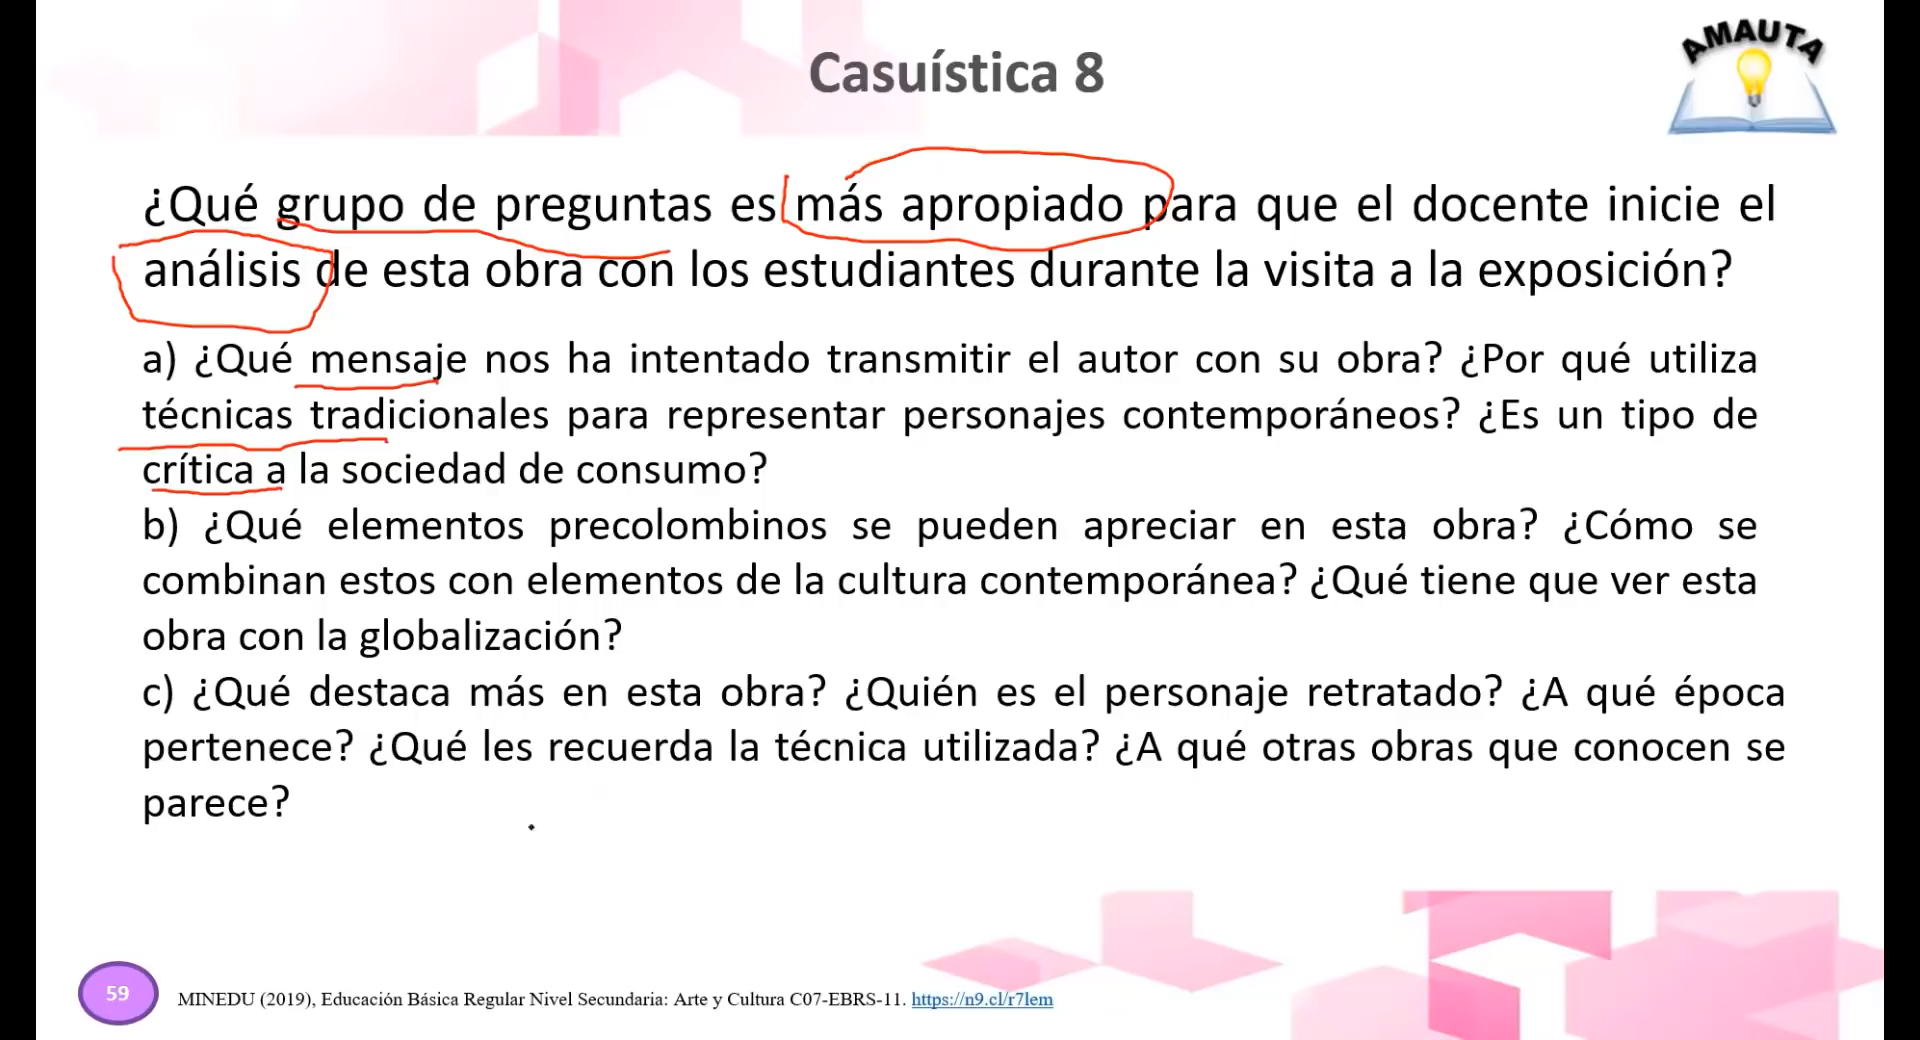 Casuística 8
AMAUTA
¿Qué grupo de preguntas es más apropiado para que el docente inicie el
análisis de esta obra con los estudiantes durante la visita a la exposición?
a) ¿Qué mensaje nos ha intentado transmitir el autor con su obra? ¿Por qué utiliza
técnicas tradicionales para representar personajes contemporáneos? ¿Es un tipo de
crítica a la sociedad de consumo?
b) ¿Qué elementos precolombinos se pueden apreciar en esta obra? ¿Cómo se
combinan estos con elementos de la cultura contemporánea? ¿Qué tiene que ver esta
obra con la globalización?
c) ¿Qué destaca más en esta obra? ¿Quién es el personaje retratado? ¿A qué época
pertenece? ¿Qué les recuerda la técnica utilizada? ¿A qué otras obras que conocen se
parece?
59
MINEDU (2019), Educación Básica Regular Nivel Secundaria: Arte y Cultura C07-EBRS-11. https://n9.cl/r7lem